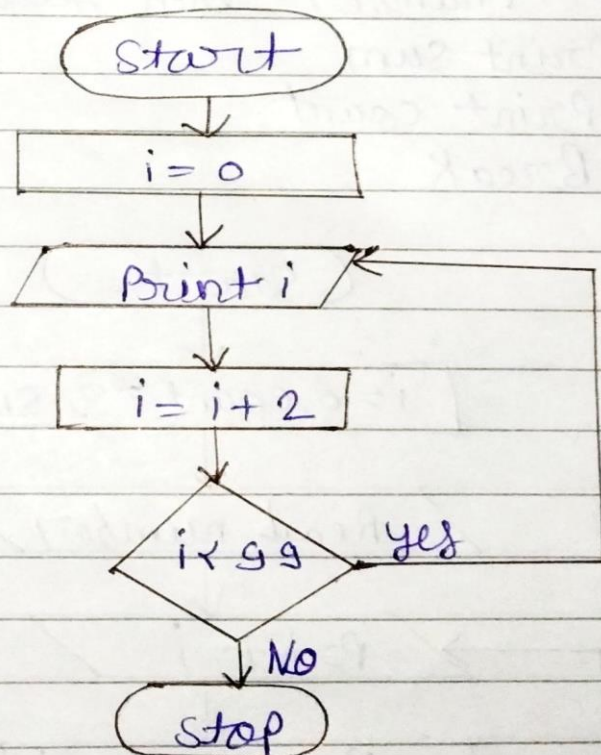 Start
i = 0
Print i
i = i + 2
i < 99
yes
No
Stop